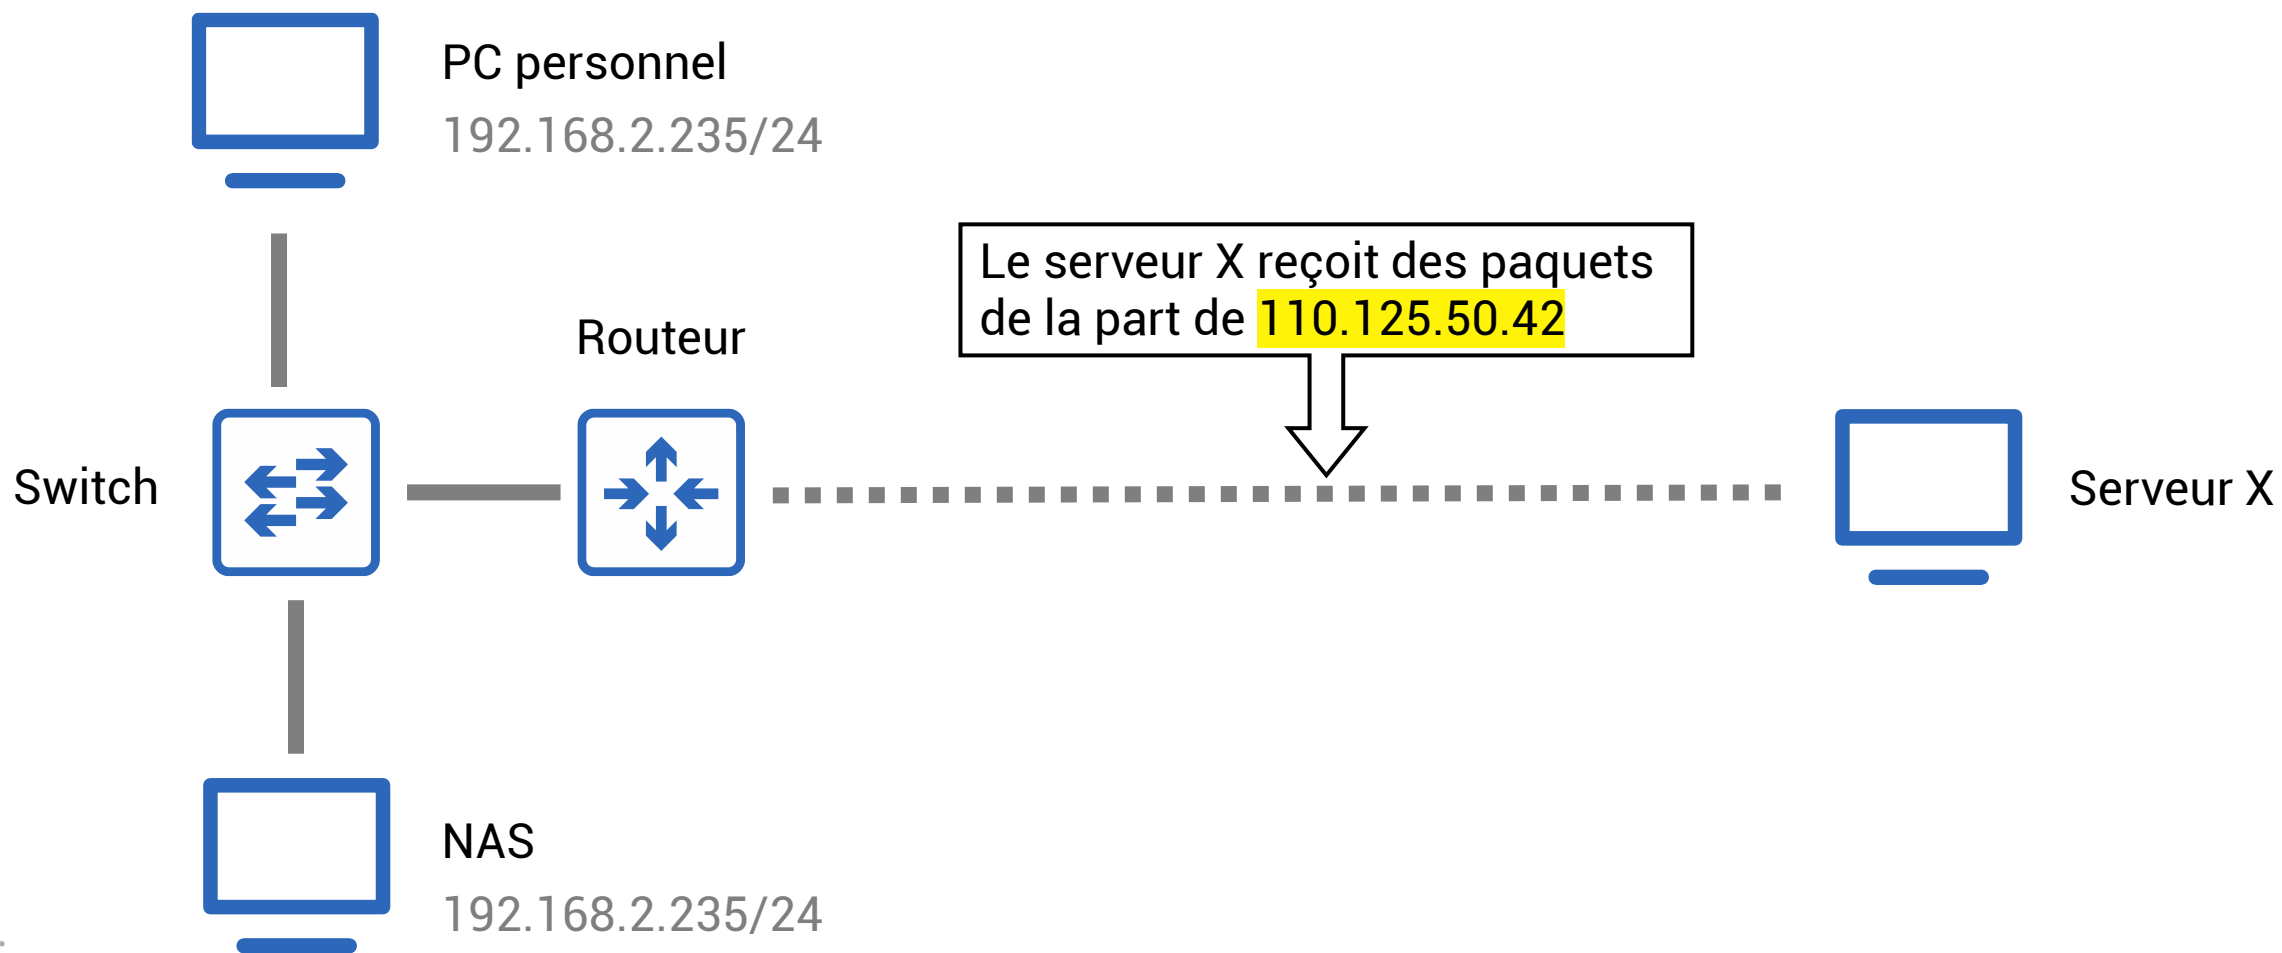 PC personnel
192.168.2.235/24
Le serveur X reçoit des paquets
de la part de 110.125.50.42
Routeur
Switch
Serveur X
NAS
192.168.2.235/24